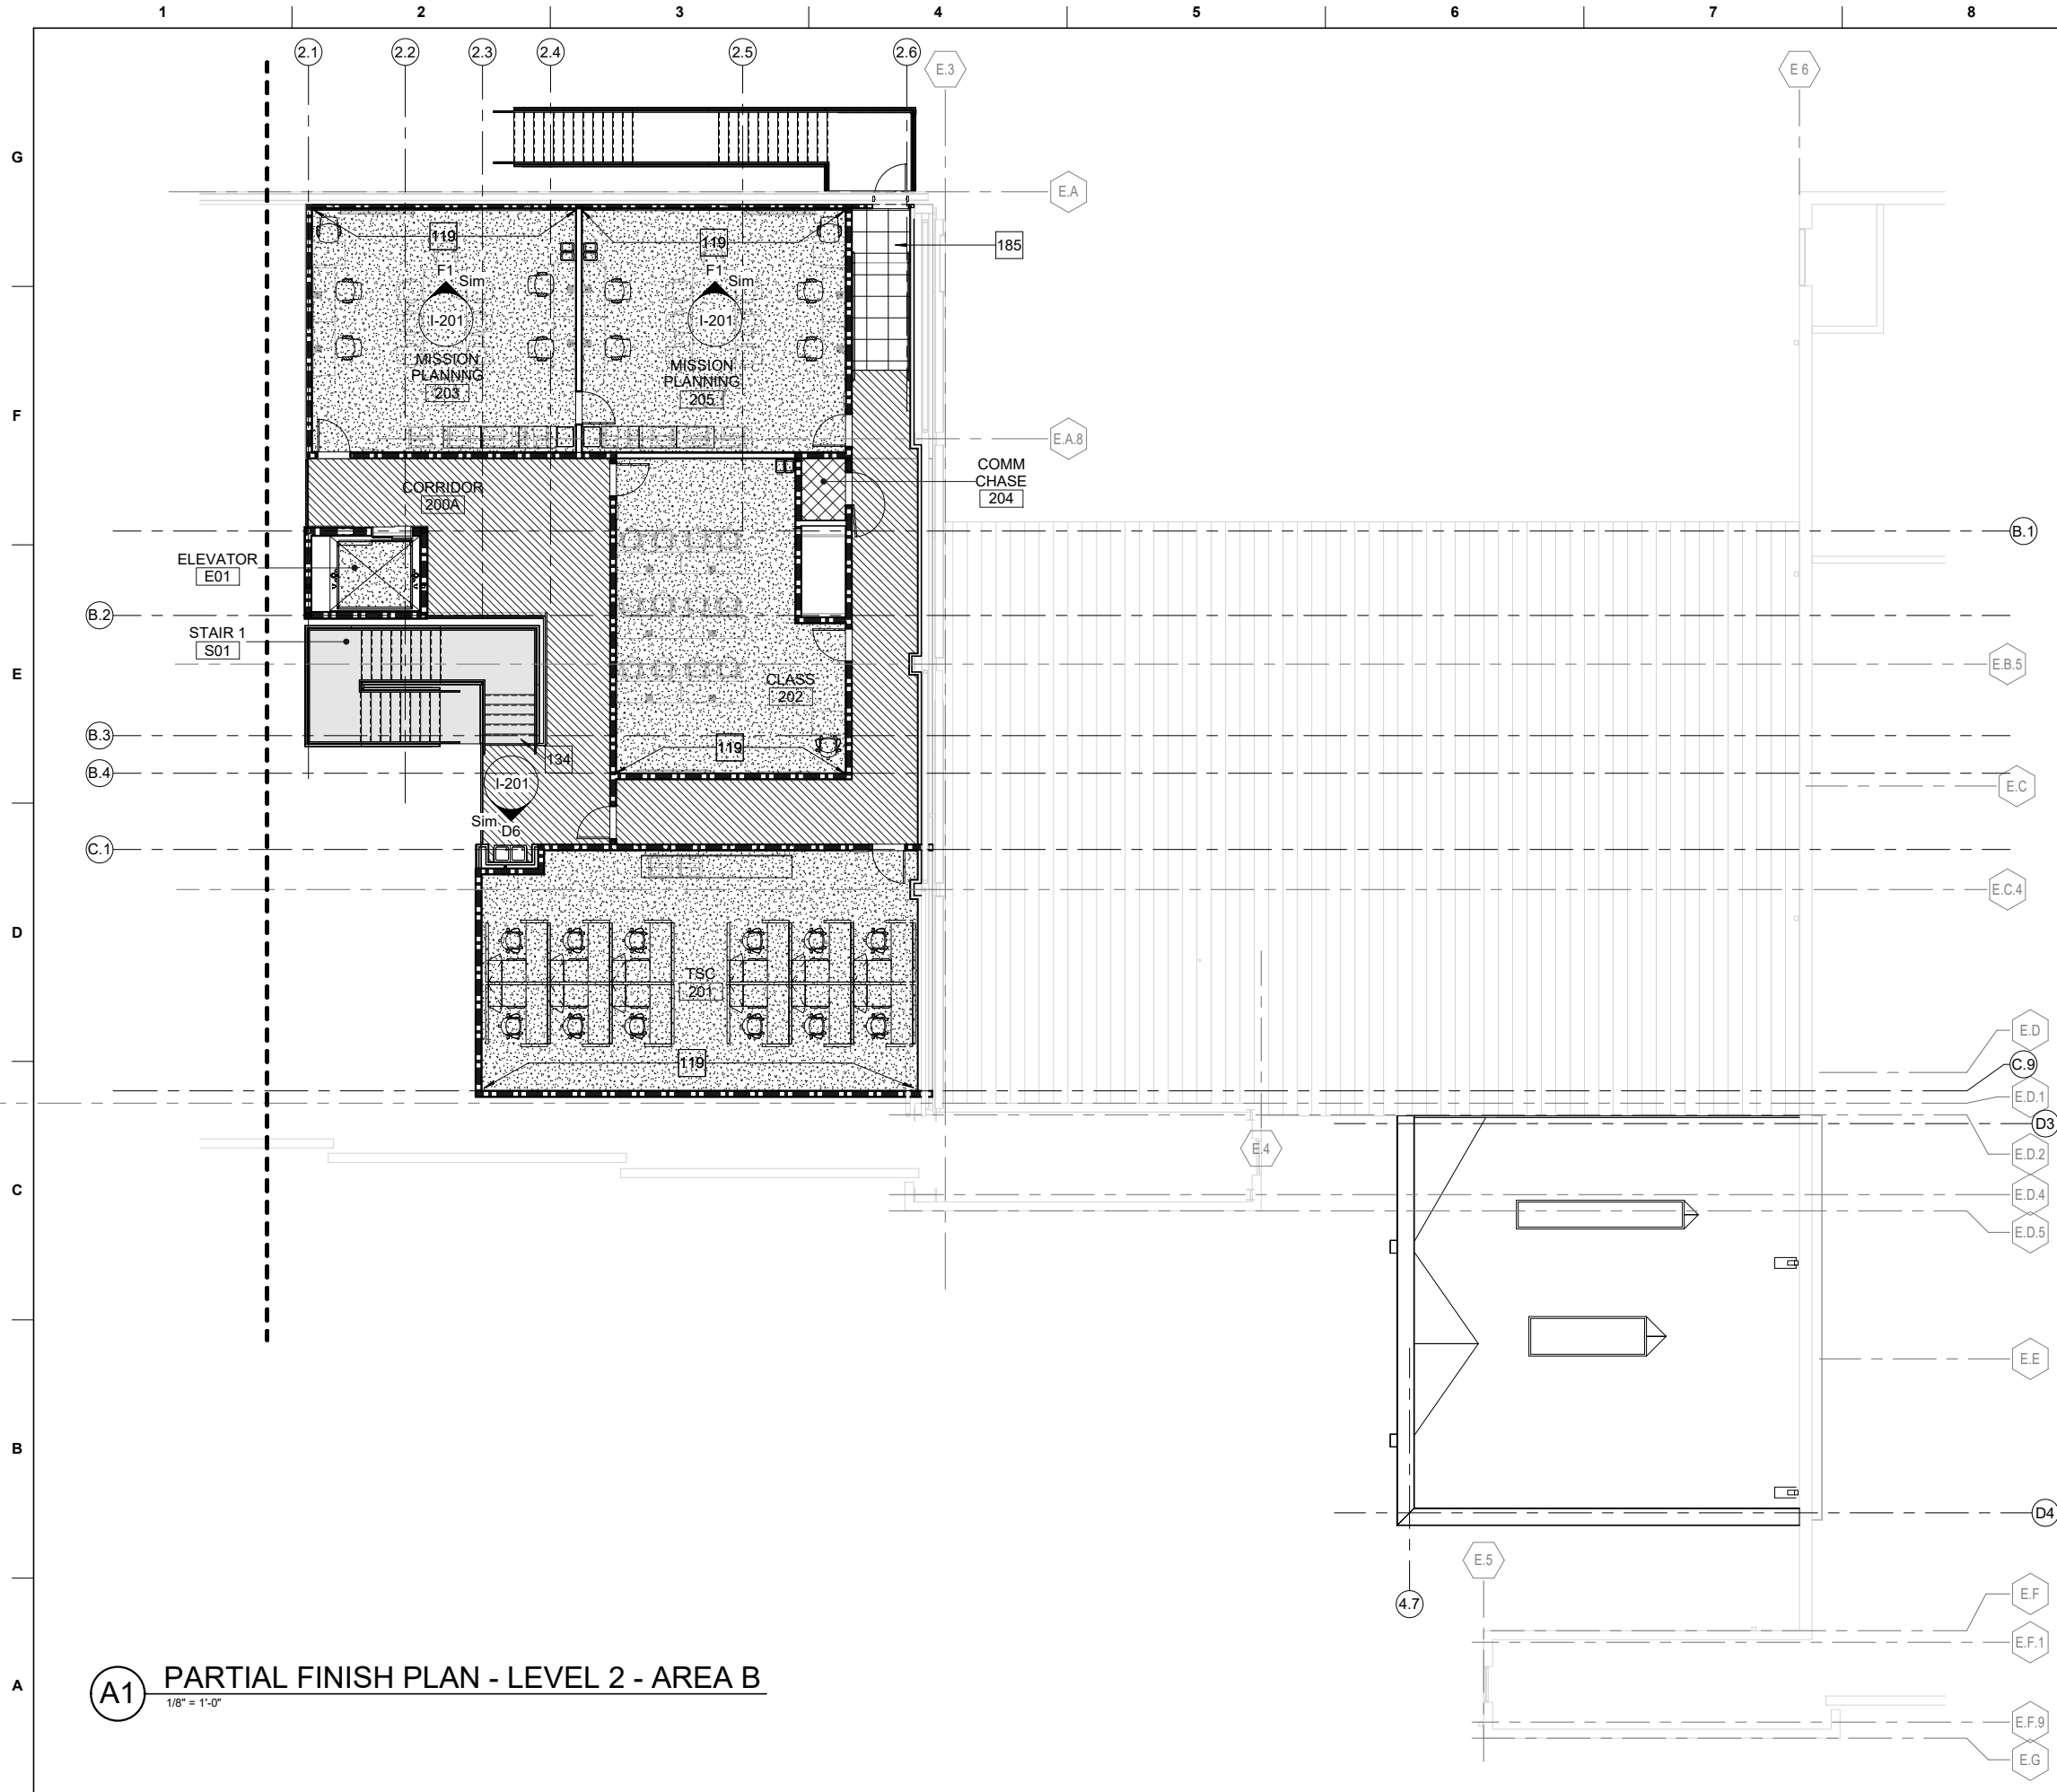 1 2 3 4 5 6 7 8
2.1 2.2 2.3 2.4 2.5 2.6 E.3 E 6
G
E.A
119 119
185
F1 Sim
F1 Sim
I-201 I-201
MISSION
PLANNNG
203
MISSION
PLANNING
205
F
E.A.8
COMM
CHASE
204
CORRIDOR
200A
B.1
ELEVATOR
E01
B.2
STAIR 1
S01
E.B.5
E
CLASS
202
B.3
119
134
B.4
I-201
E.C
Sim
D6
C.1
E.C.4
D
TSC
201
E.D
119
C.9
E.D.1
D3
E.4
E.D.2
C
E.D.4
E.D.5
E.E
B
D4
E.5
E.F
4.7
E.F.1
A
A1
PARTIAL FINISH PLAN - LEVEL 2 - AREA B
1/8" = 1'-0"
E.F.9
E.G